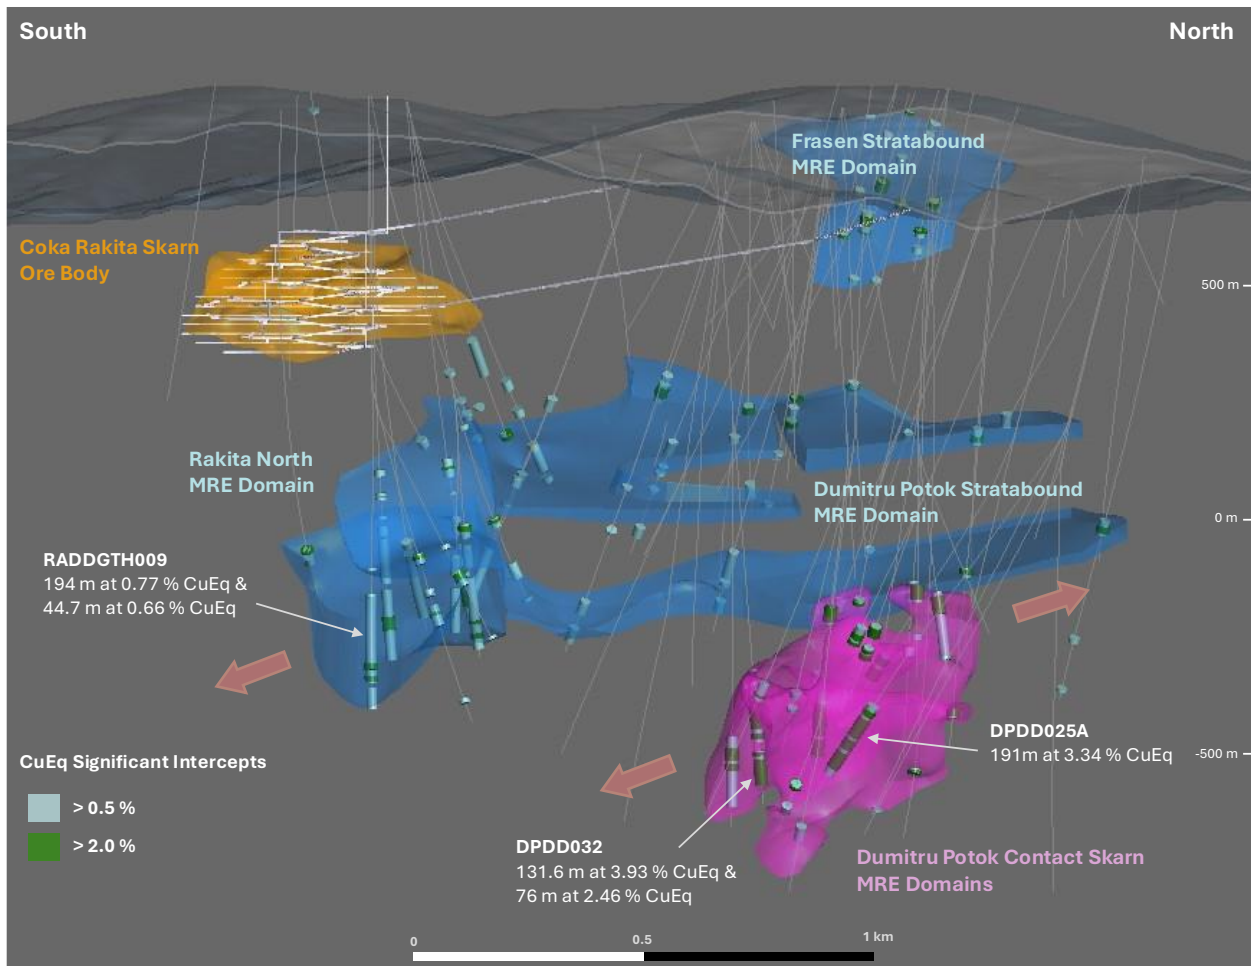 South
North
Frasen Stratabound
MRE Domain
Coka Rakita Skarn
Ore Body
500 m
Rakita North
MRE Domain
Dumitru Potok Stratabound
MRE Domain
0 m
RADDGTH009
194 m at 0.77 % CuEq &
44.7 m at 0.66 % CuEq
DPDD025A
191m at 3.34 % CuEq
-500 m
CuEq Significant Intercepts
> 0.5 %
> 2.0 %
DPDD032
131.6 m at 3.93 % CuEq &
76 m at 2.46 % CuEq
Dumitru Potok Contact Skarn
MRE Domains
0
0.5
1 km